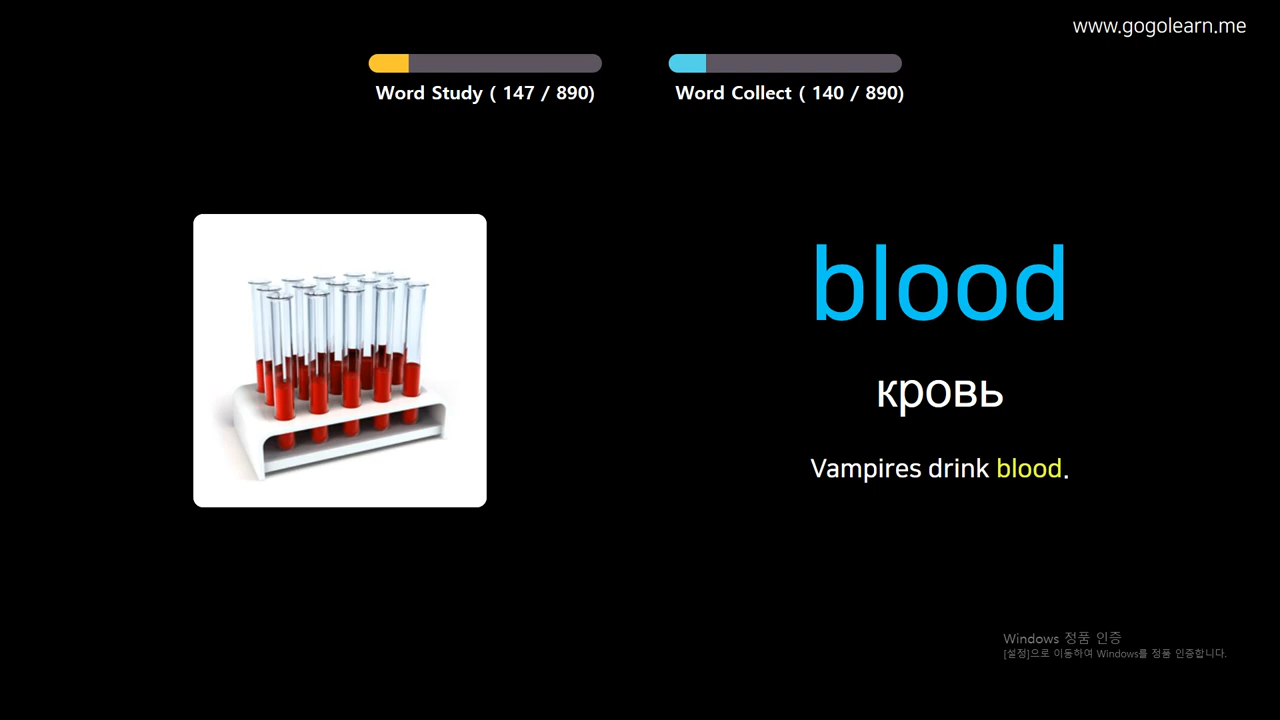 www.gogolearn.me
Word Study ( 147 / 890)
Word Collect ( 140 / 890)
blood
кровь
Vampires drink blood.
Windows 정품 인증
[설정]으로 이동하여 Windows를 정품 인증합니다.